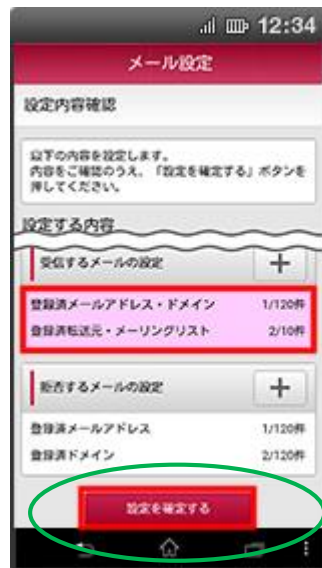 12:34
メール設定
設定内容確認
以下の内容を設定します。
内容をご確認のうえ、「設定を確定する」ボタンを
押してください。
設定する内容
受信するメールの設定
登録済メールアドレス・ドメイン 1/120件
登録済転送元・メーリングリスト 2/10件
拒否するメールの設定
登録済メールアドレス 1/120件
登録済ドメイン 2/120件
設定を確定する